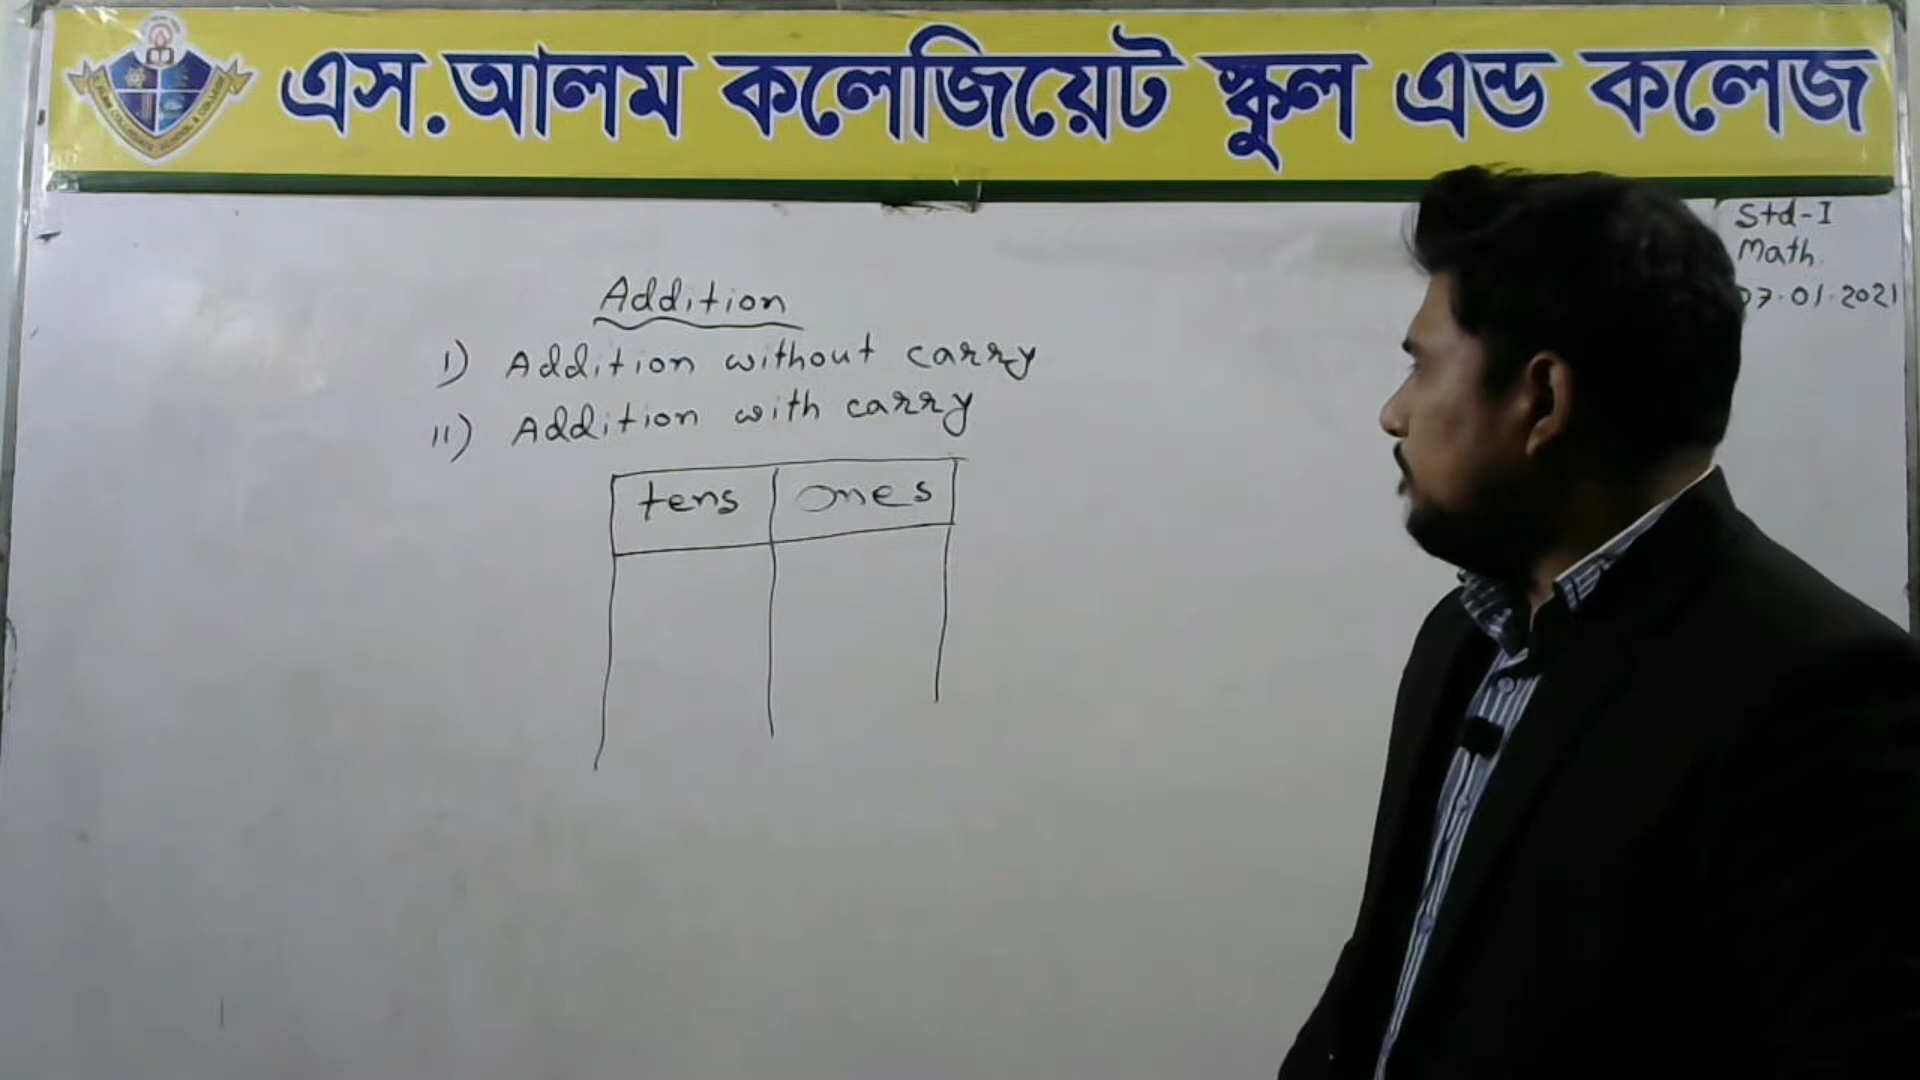 এস.আলম কলেজিয়েট স্কুল এন্ড কলেজ
Std-I
Math.
07.01.2021
Addition
I) Addition without carry
II) Addition with carry
tens ones